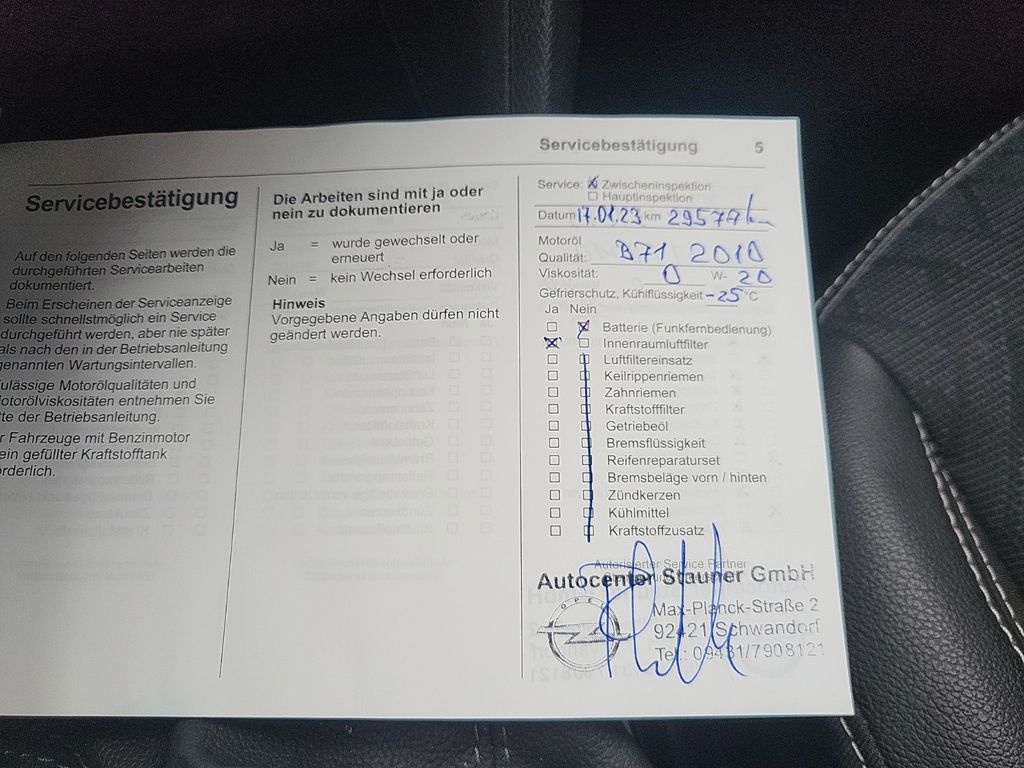 Servicebestätigung 5
Servicebestätigung
Auf den folgenden Seiten werden die
durchgeführten Servicearbeiten
dokumentiert.
Beim Erscheinen der Serviceanzeige
sollte schnellstmöglich ein Service
durchgeführt werden, aber nie später
als nach den in der Betriebsanleitung
genannten Wartungsintervallen.
ulässige Motorölqualitäten und
otorölviskositäten entnehmen Sie
te der Betriebsanleitung.
r Fahrzeuge mit Benzinmotor
ein gefüllter Kraftstofftank
orderlich.
Die Arbeiten sind mit ja oder
nein zu dokumentieren
Ja = wurde gewechselt oder
erneuert
Nein = kein Wechsel erforderlich
Hinweis
Vorgegebene Angaben dürfen nicht
geändert werden.
Service: Zwischeninspektion
Hauptinspektion
Datum 17.01.23 km 29577 km
Motoröl
Qualität: B71 2010
Viskosität: 0 W- 20
Gefrierschutz, Kühlflüssigkeit -25 °C
Ja Nein
Batterie (Funkfernbedienung)
Innenraumluftfilter
Luftfiltereinsatz
Keilrippenriemen
Zahnriemen
Kraftstofffilter
Getriebeöl
Bremsflüssigkeit
Reifenreparaturset
Bremsbeläge vorn / hinten
Zündkerzen
Kühlmittel
Kraftstoffzusatz
Autorisierter Service Partner
Autocenter Stauner GmbH
OPEL
Max-Planck-Straße 2
92421 Schwandorf
Tel.: 09431/7908121